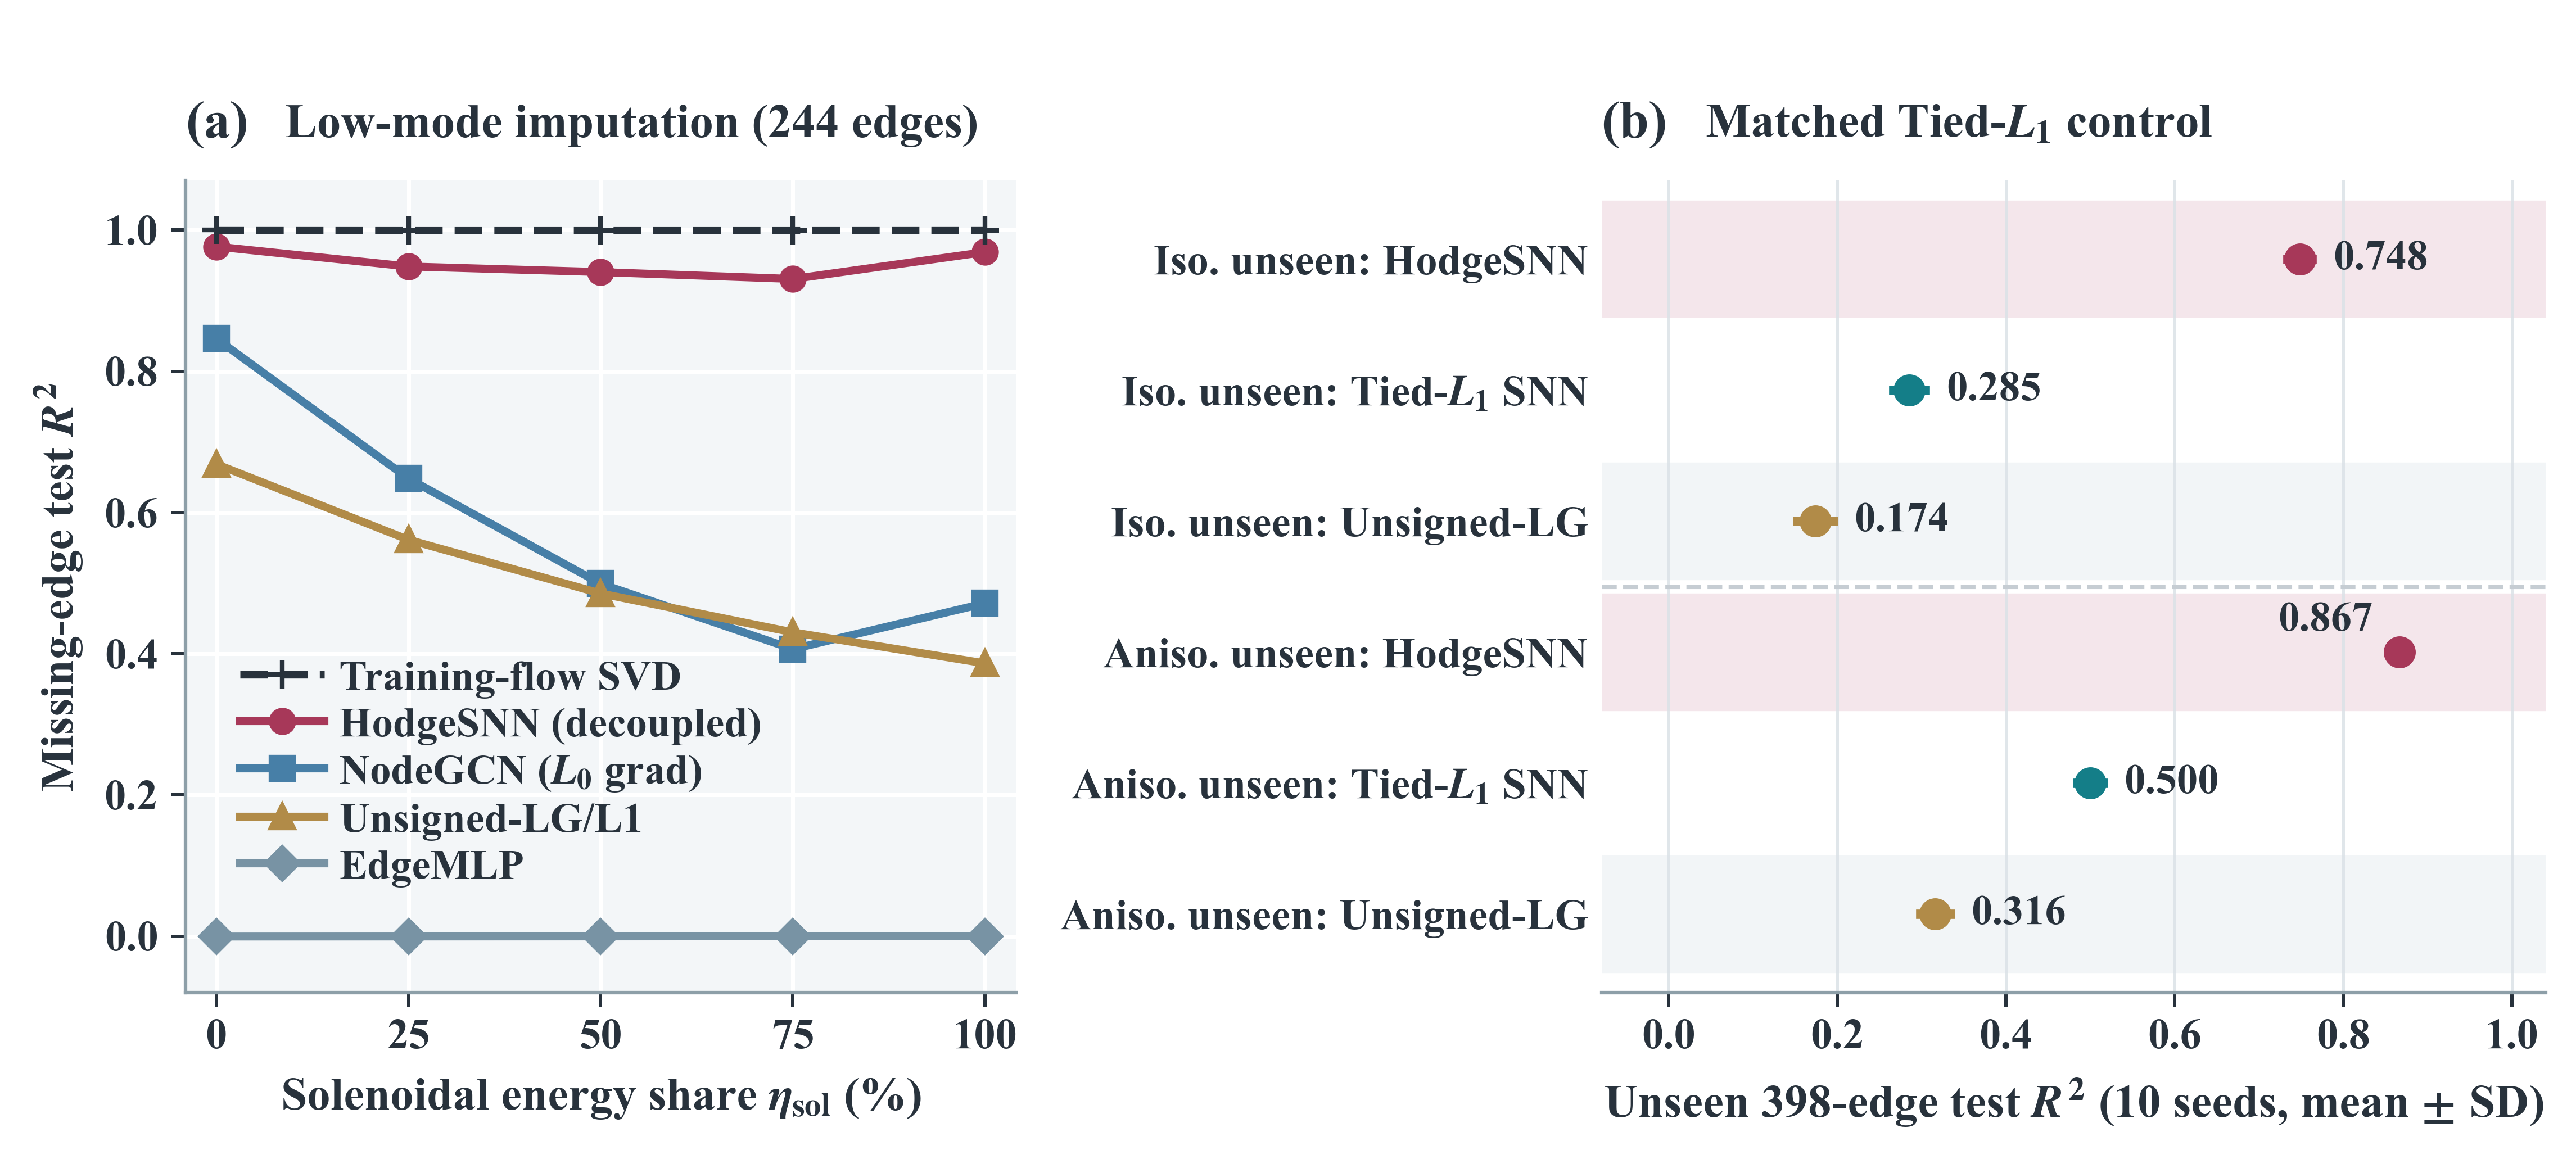 (a) Low-mode imputation (244 edges)
Missing-edge test R²
1.0
0.8
0.6
0.4
0.2
0.0
Training-flow SVD
HodgeSNN (decoupled)
NodeGCN (L₀ grad)
Unsigned-LG/L1
EdgeMLP
0 25 50 75 100
Solenoidal energy share η_sol (%)
(b) Matched Tied-L₁ control
Iso. unseen: HodgeSNN 0.748
Iso. unseen: Tied-L₁ SNN 0.285
Iso. unseen: Unsigned-LG 0.174
Aniso. unseen: HodgeSNN 0.867
Aniso. unseen: Tied-L₁ SNN 0.500
Aniso. unseen: Unsigned-LG 0.316
0.0 0.2 0.4 0.6 0.8 1.0
Unseen 398-edge test R² (10 seeds, mean ± SD)